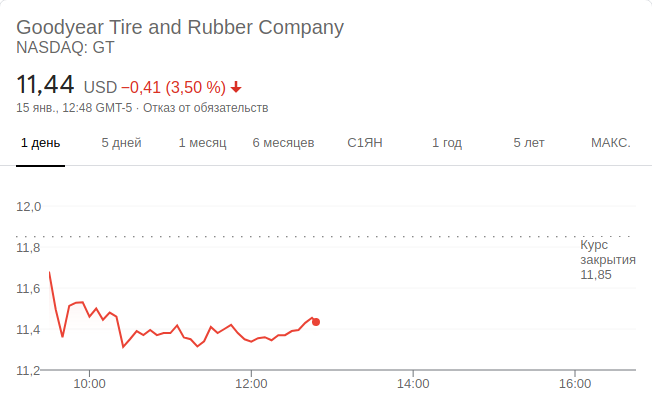 Goodyear Tire and Rubber Company
NASDAQ: GT
11,44 USD −0,41 (3,50 %)
15 янв., 12:48 GMT-5 · Отказ от обязательств
1 день 5 дней 1 месяц 6 месяцев С1ЯН 1 год 5 лет МАКС.
12,0
11,8
11,6
11,4
11,2
Курс
закрытия
11,85
10:00 12:00 14:00 16:00